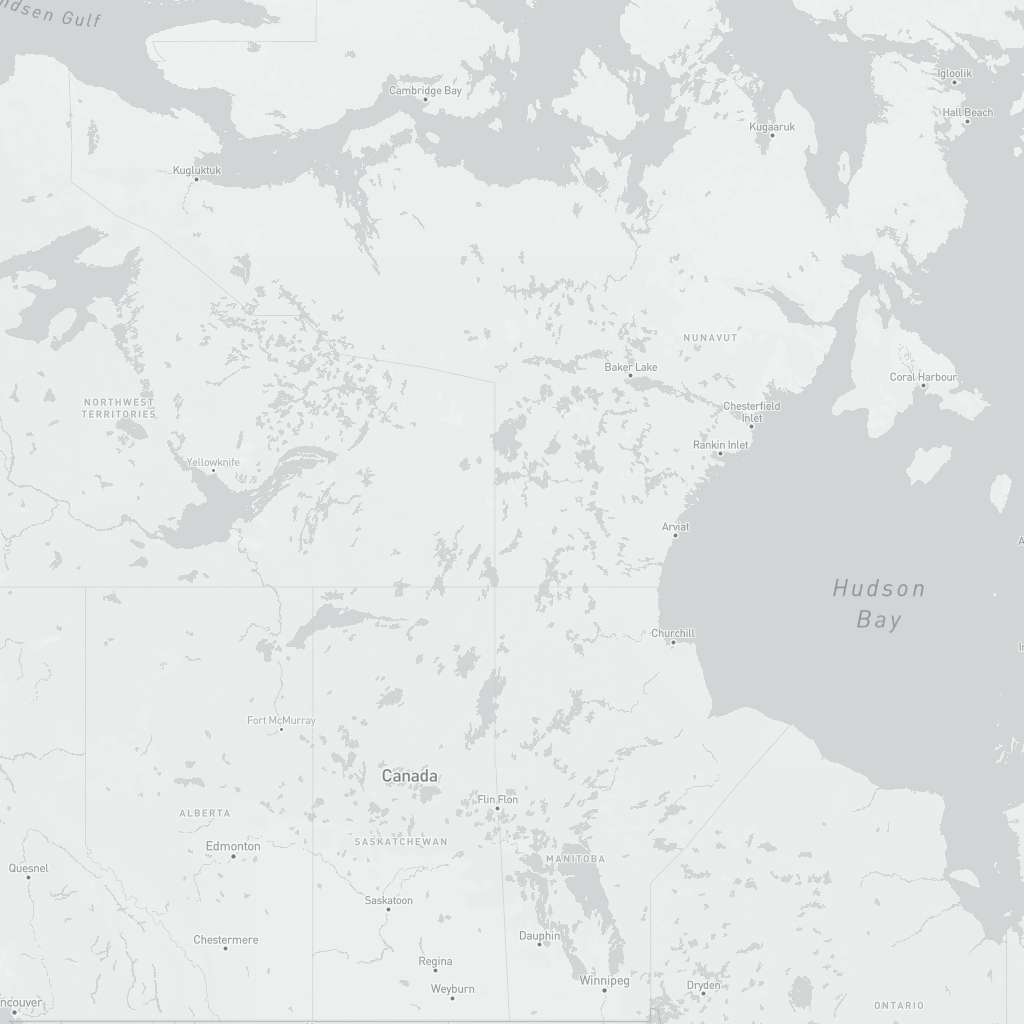 ndsen Gulf
Igloolik
Cambridge Bay
Hall Beach
Kugaaruk
Kugluktuk
NUNAVUT
Baker Lake
Coral Harbour
NORTHWEST
TERRITORIES
Chesterfield
Inlet
Rankin Inlet
Yellowknife
Arviat
Hudson
Bay
Churchill
Fort McMurray
Canada
Flin Flon
ALBERTA
SASKATCHEWAN
Edmonton
MANITOBA
Quesnel
Saskatoon
Chestermere
Dauphin
Regina
Winnipeg
Weyburn
Dryden
ncouver
ONTARIO